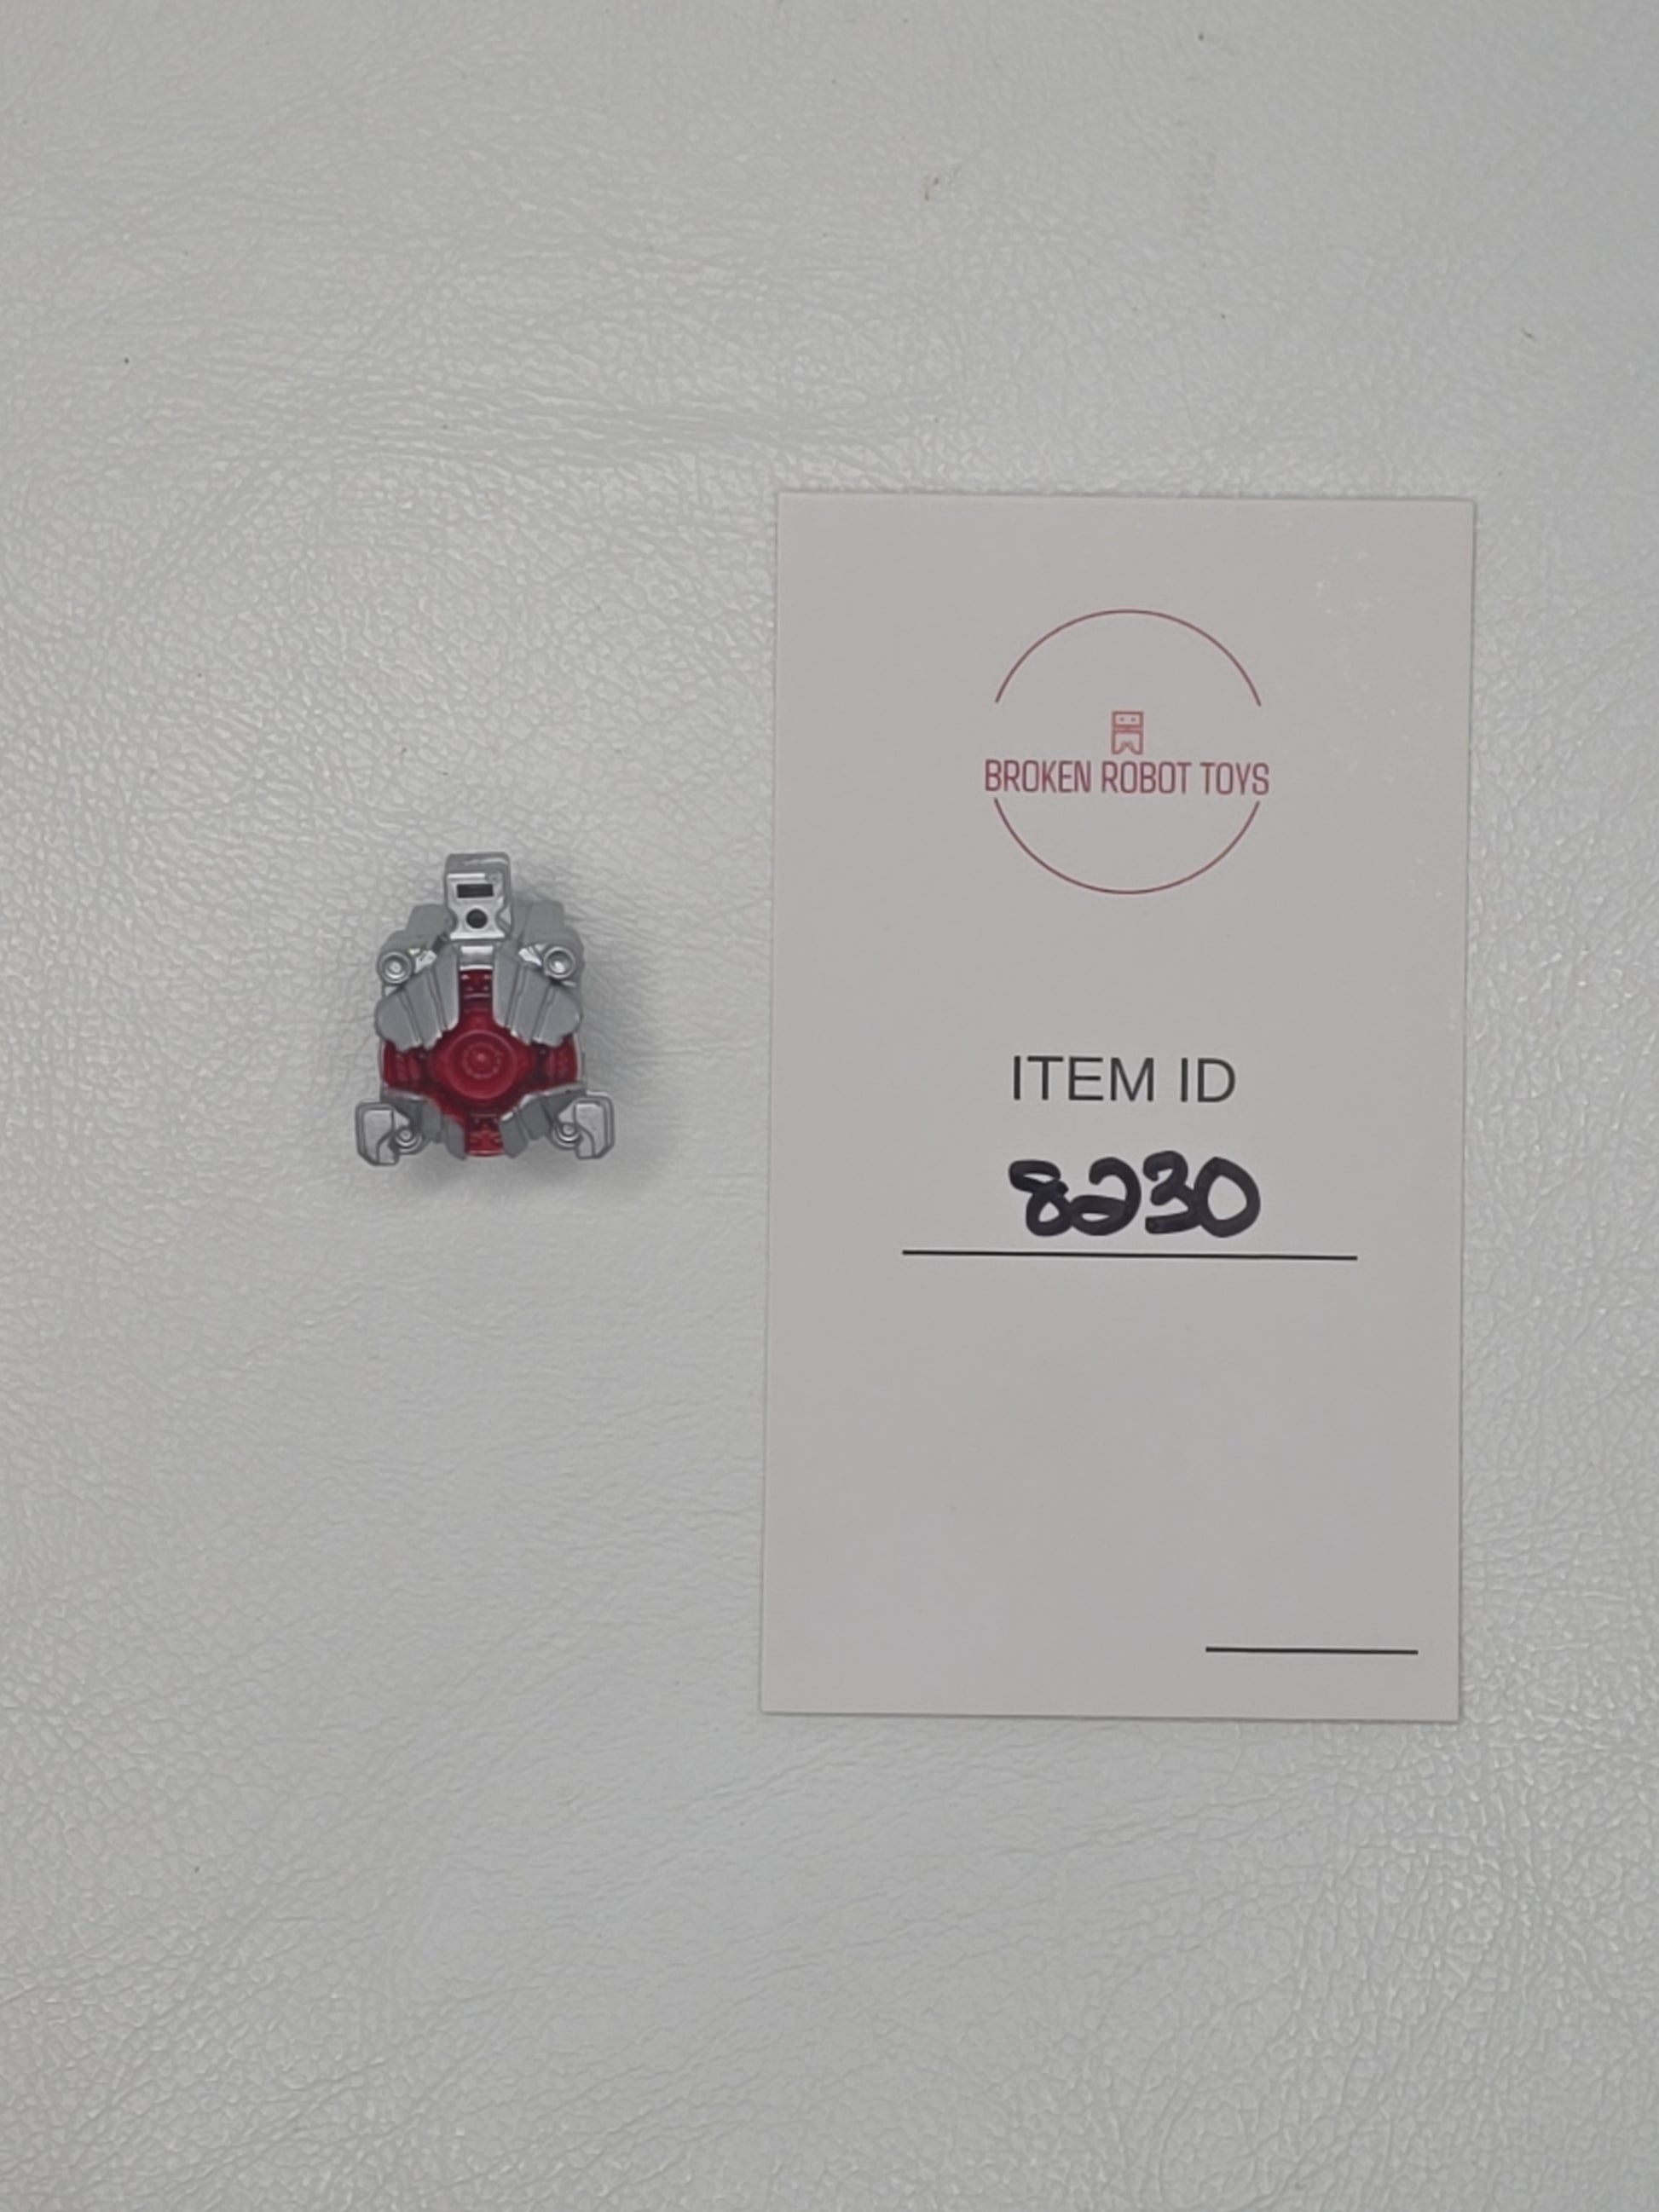 BROKEN ROBOT TOYS
ITEM ID
8230